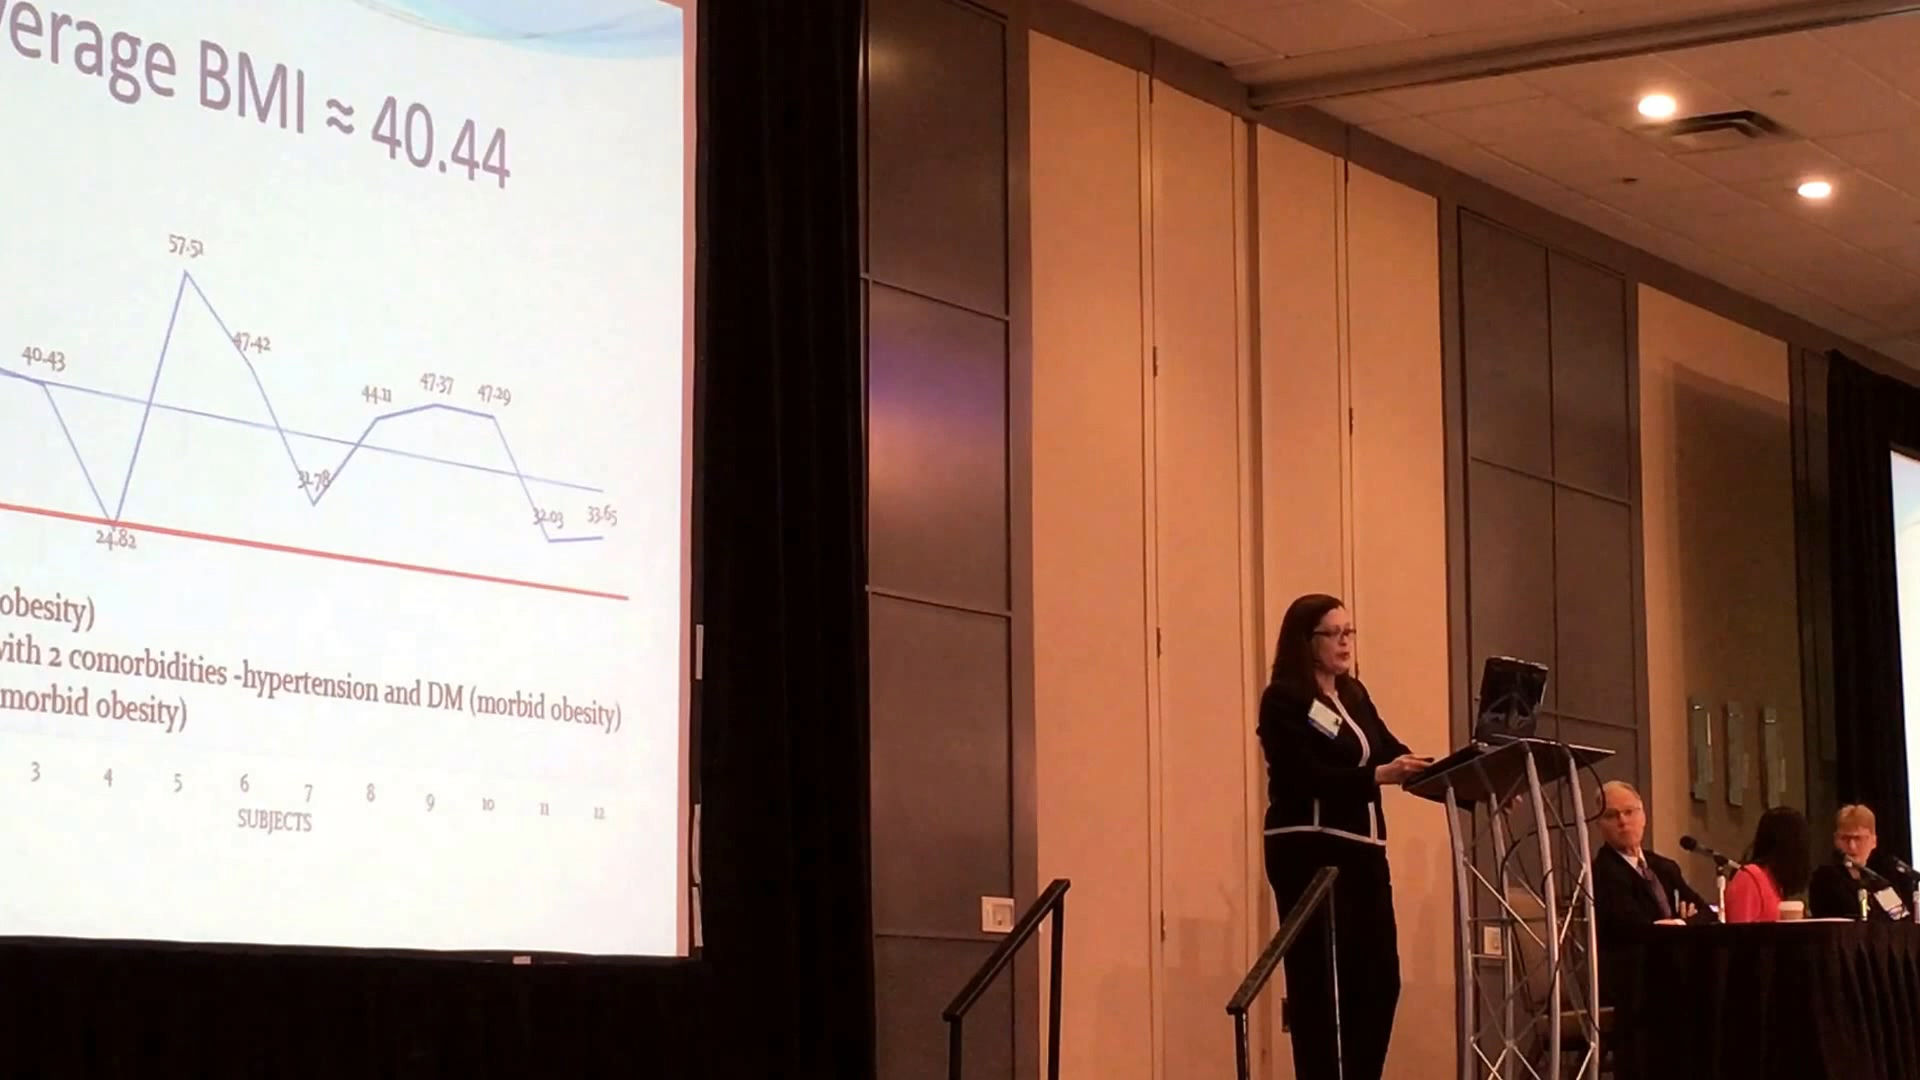 verage BMI ≈ 40.44
57.51
47.42
40.43
44.11
47.37
47.29
32.78
24.82
32.03
33.65
obesity)
with 2 comorbidities -hypertension and DM (morbid obesity)
morbid obesity)
3 4 5 6 7 8 9 10 11 12
SUBJECTS